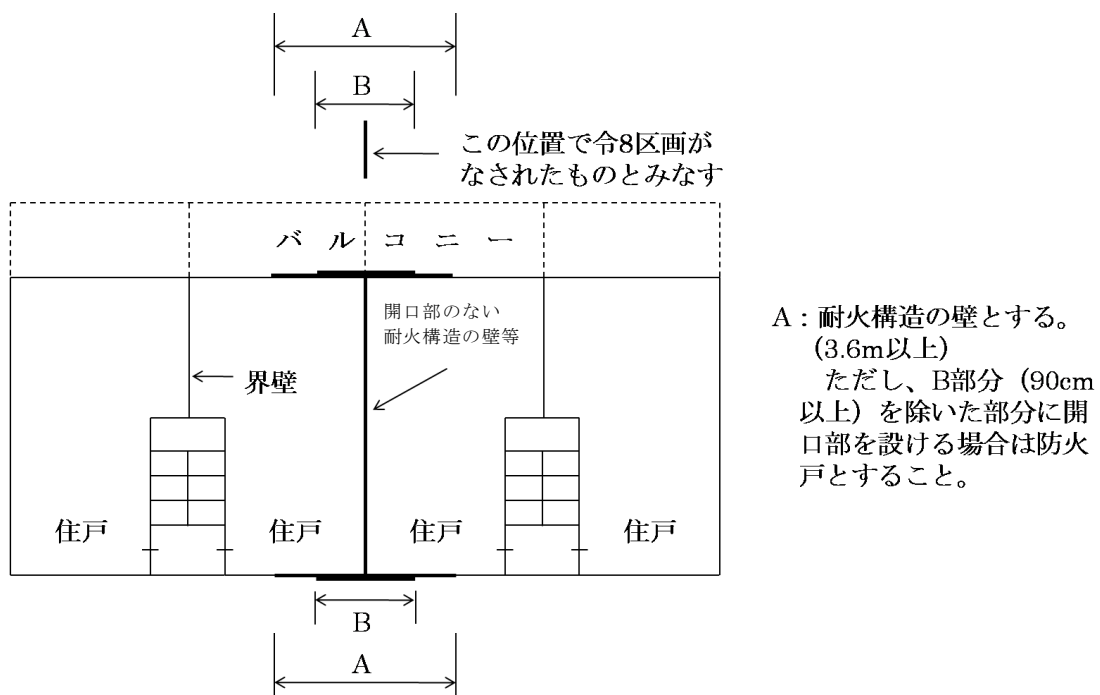 A
B
この位置で令8区画が
なされたものとみなす
バルコニー
開口部のない
耐火構造の壁等
界壁
住戸
住戸
住戸
住戸
B
A
A：耐火構造の壁とする。
(3.6m以上)
ただし、B部分（90cm
以上）を除いた部分に開
口部を設ける場合は防火
戸とすること。